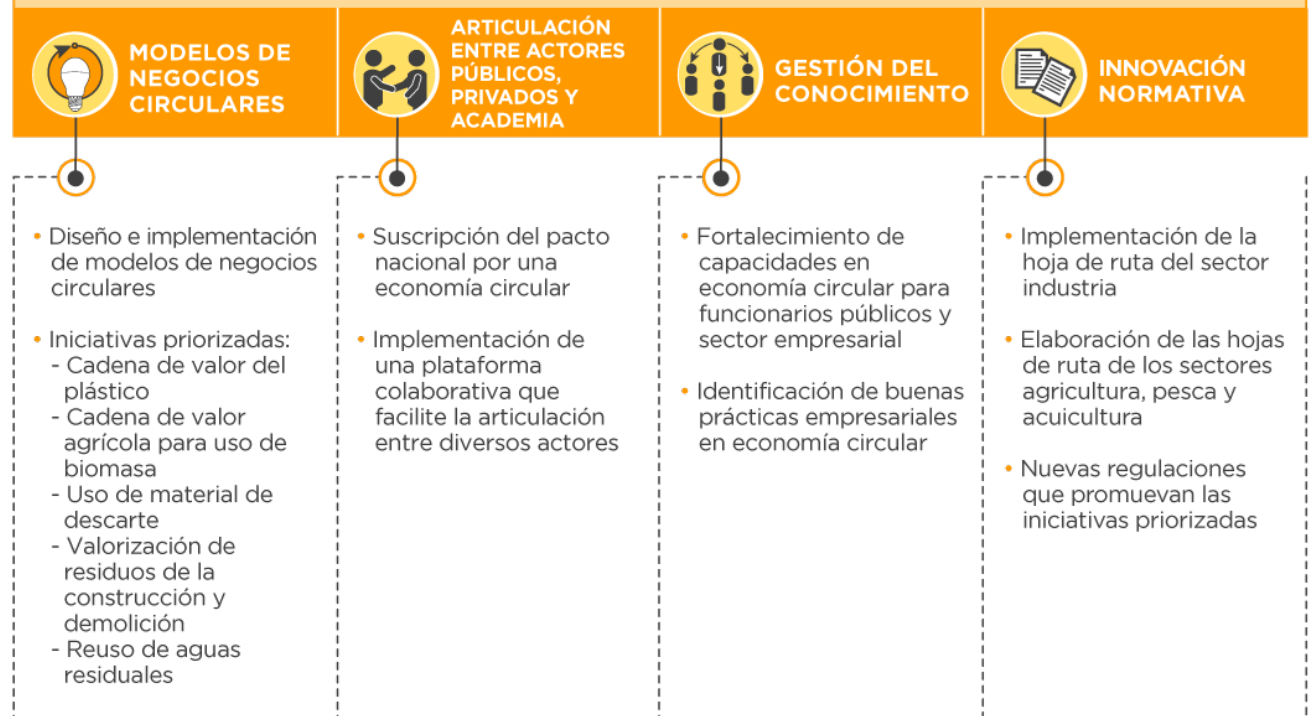 MODELOS DE
NEGOCIOS
CIRCULARES
• Diseño e implementación
de modelos de negocios
circulares
• Iniciativas priorizadas:
- Cadena de valor del
plástico
- Cadena de valor
agrícola para uso de
biomasa
- Uso de material de
descarte
- Valorización de
residuos de la
construcción y
demolición
- Reuso de aguas
residuales
ARTICULACIÓN
ENTRE ACTORES
PÚBLICOS,
PRIVADOS Y
ACADEMIA
• Suscripción del pacto
nacional por una
economía circular
• Implementación de
una plataforma
colaborativa que
facilite la articulación
entre diversos actores
GESTIÓN DEL
CONOCIMIENTO
• Fortalecimiento de
capacidades en
economía circular para
funcionarios públicos y
sector empresarial
• Identificación de buenas
prácticas empresariales
en economía circular
INNOVACIÓN
NORMATIVA
• Implementación de la
hoja de ruta del sector
industria
• Elaboración de las hojas
de ruta de los sectores
agricultura, pesca y
acuicultura
• Nuevas regulaciones
que promuevan las
iniciativas priorizadas